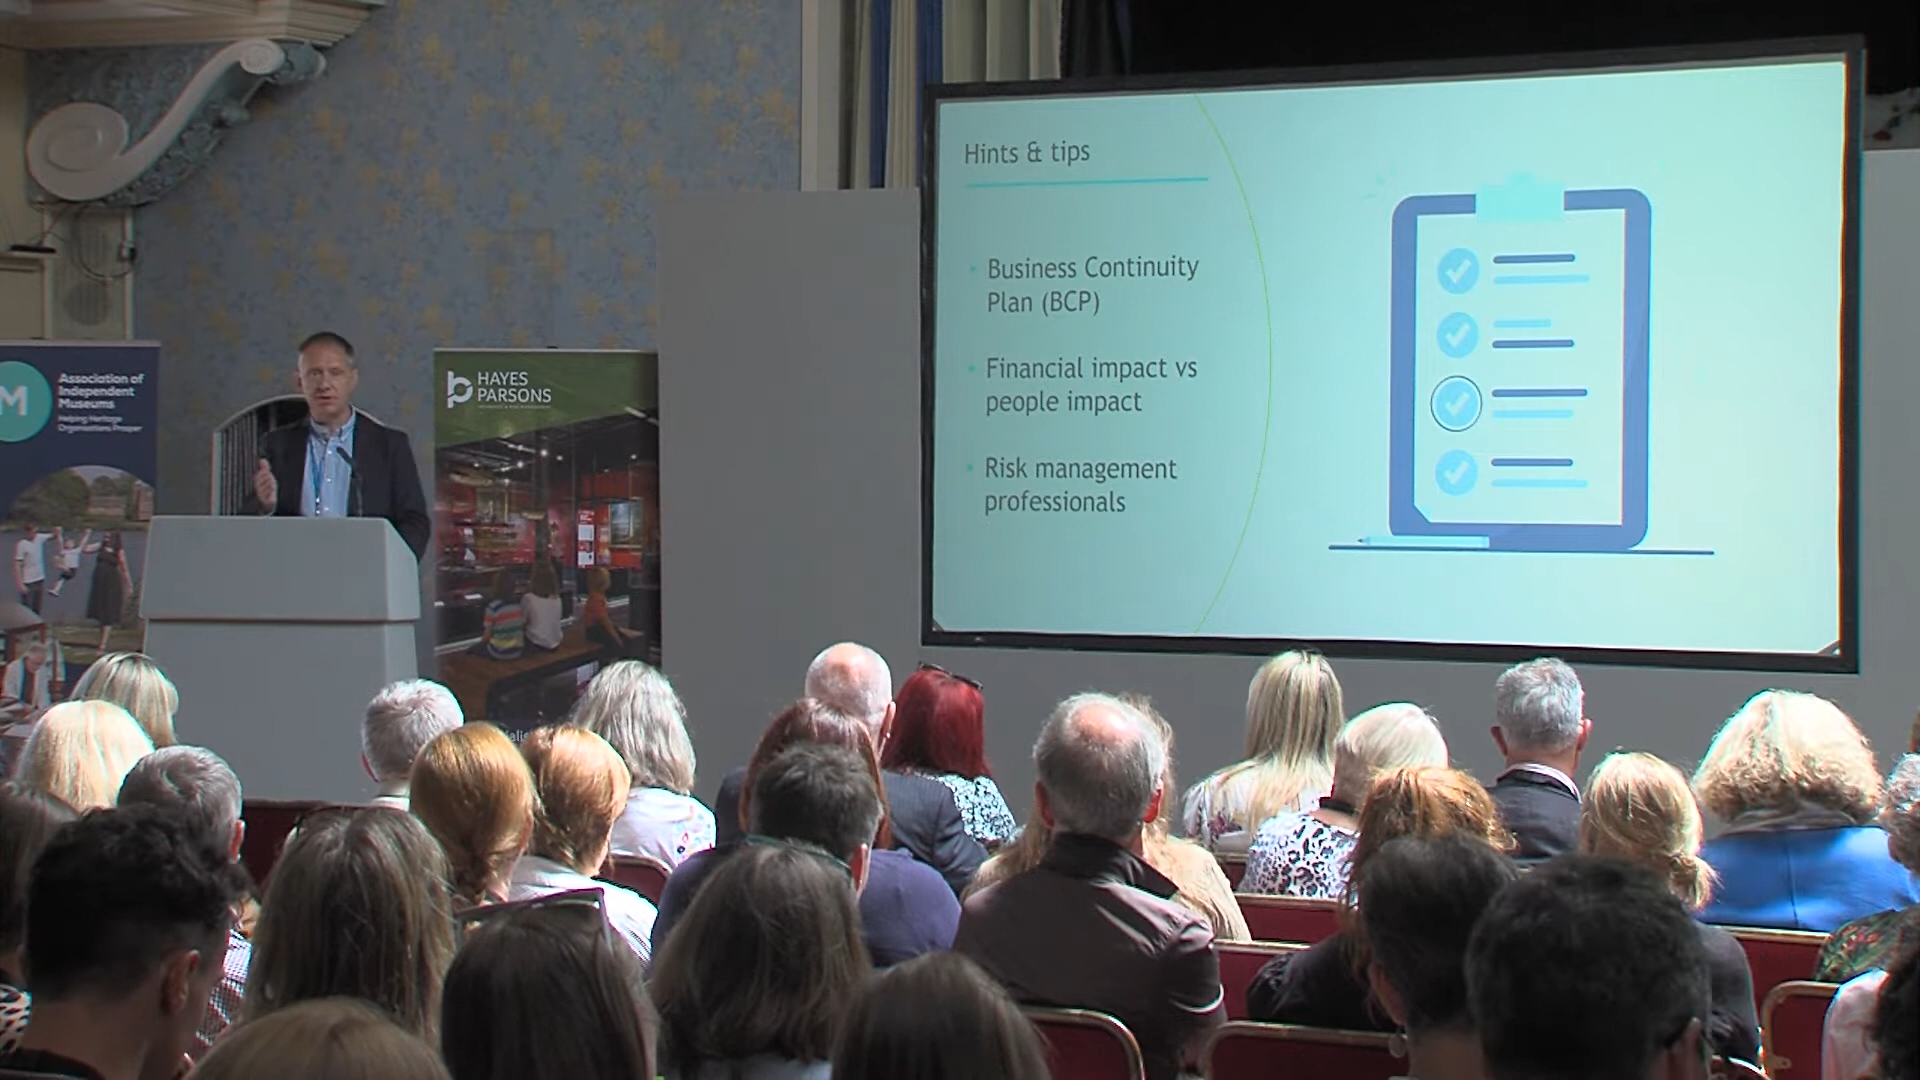 Hints & tips
Business Continuity
Plan (BCP)
Financial impact vs
people impact
Risk management
professionals
M
Association of
Independent
Museums
Helping Heritage
Organisations Prosper
HAYES
PARSONS